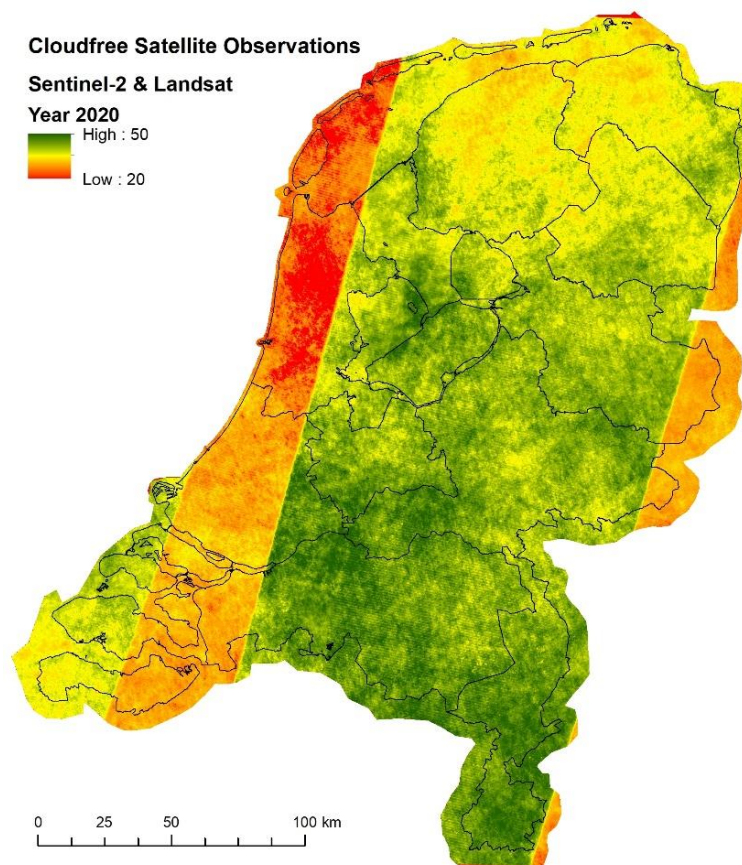 Cloudfree Satellite Observations
Sentinel-2 & Landsat
Year 2020
High : 50
Low : 20
0 25 50 100 km